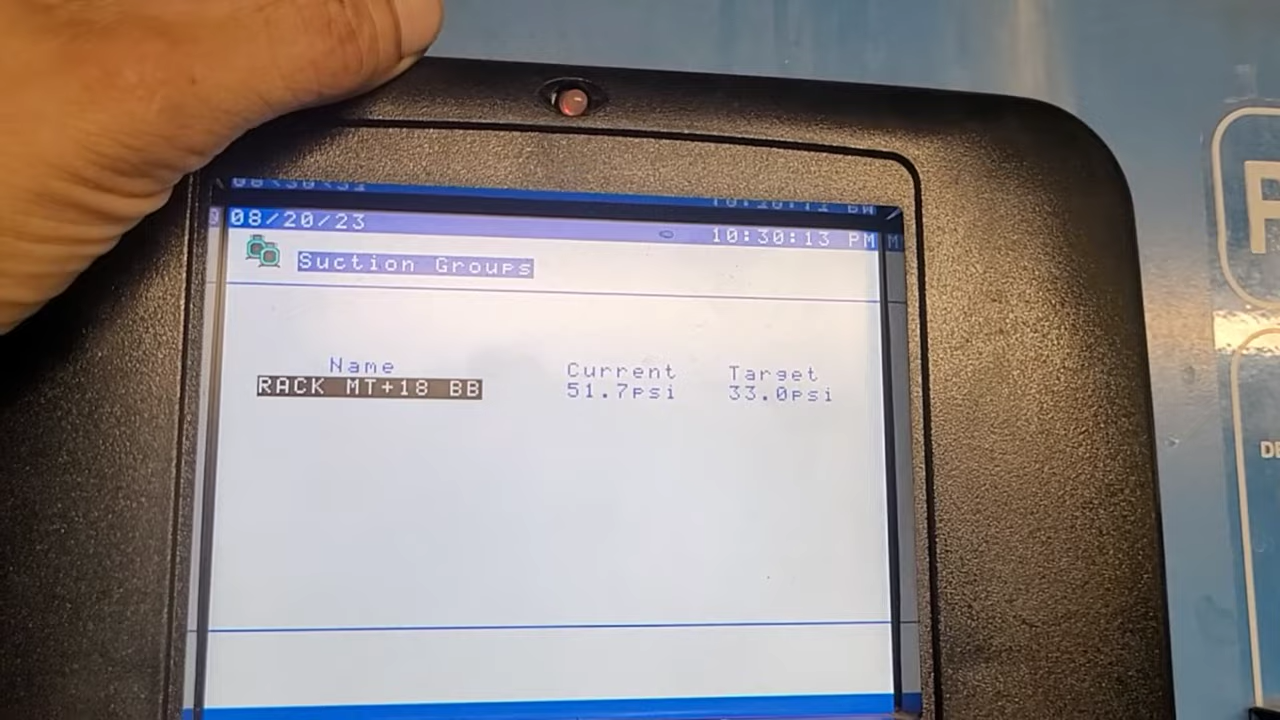 08/20/23 10:30:13 PM
Suction Groups
Name Current Target
RACK MT+18 BB 51.7psi 33.0psi